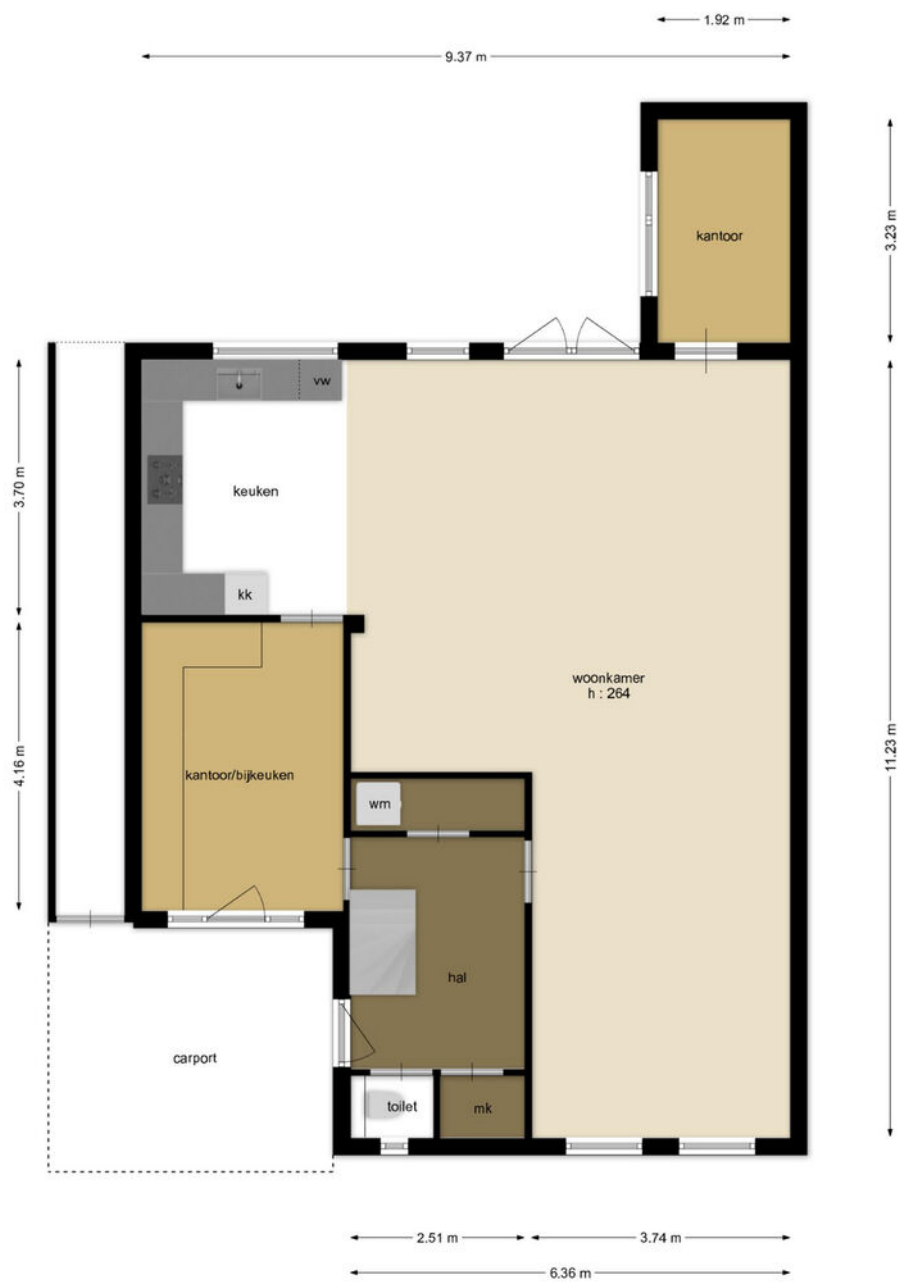 1.92 m
9.37 m
kantoor
3.23 m
vw
keuken
3.70 m
kk
woonkamer
h : 264
kantoor/bijkeuken
4.16 m
11.23 m
wm
hal
carport
toilet
mk
2.51 m
3.74 m
6.36 m